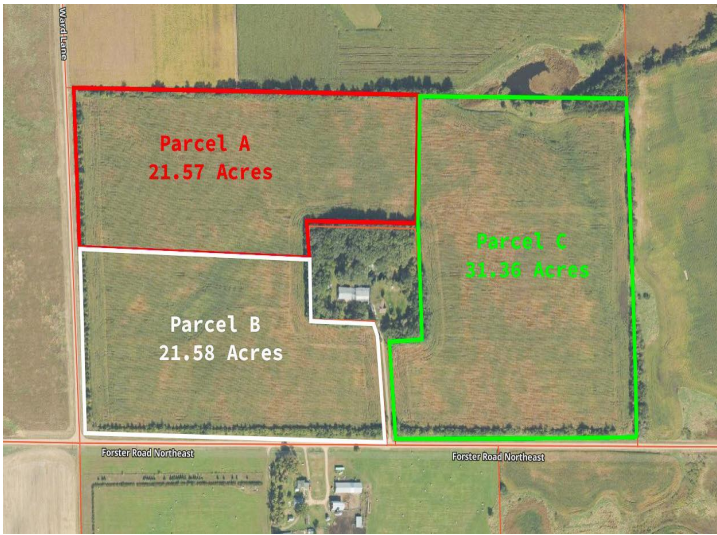 Ward Lane
Parcel A
21.57 Acres
Parcel C
31.36 Acres
Parcel B
21.58 Acres
Forster Road Northeast
Forster Road Northeast